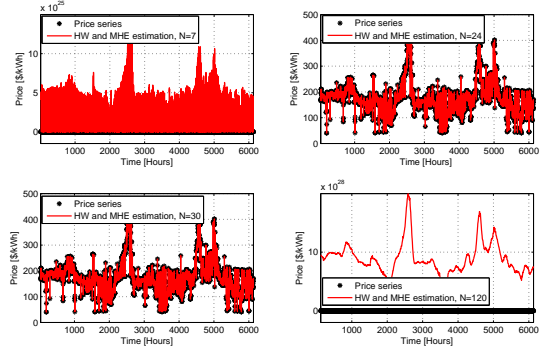 x 10^25
Price series
HW and MHE estimation, N=7
Price [$/kWh]
10
5
0
1000 2000 3000 4000 5000 6000
Time [Hours]
Price series
HW and MHE estimation, N=24
Price [$/kWh]
500
400
300
200
100
0
1000 2000 3000 4000 5000 6000
Time [Hours]
Price series
HW and MHE estimation, N=30
Price [$/kWh]
500
400
300
200
100
0
1000 2000 3000 4000 5000 6000
Time [Hours]
x 10^28
Price [$/kWh]
10
0
Price series
HW and MHE estimation, N=120
1000 2000 3000 4000 5000 6000
Time [Hours]